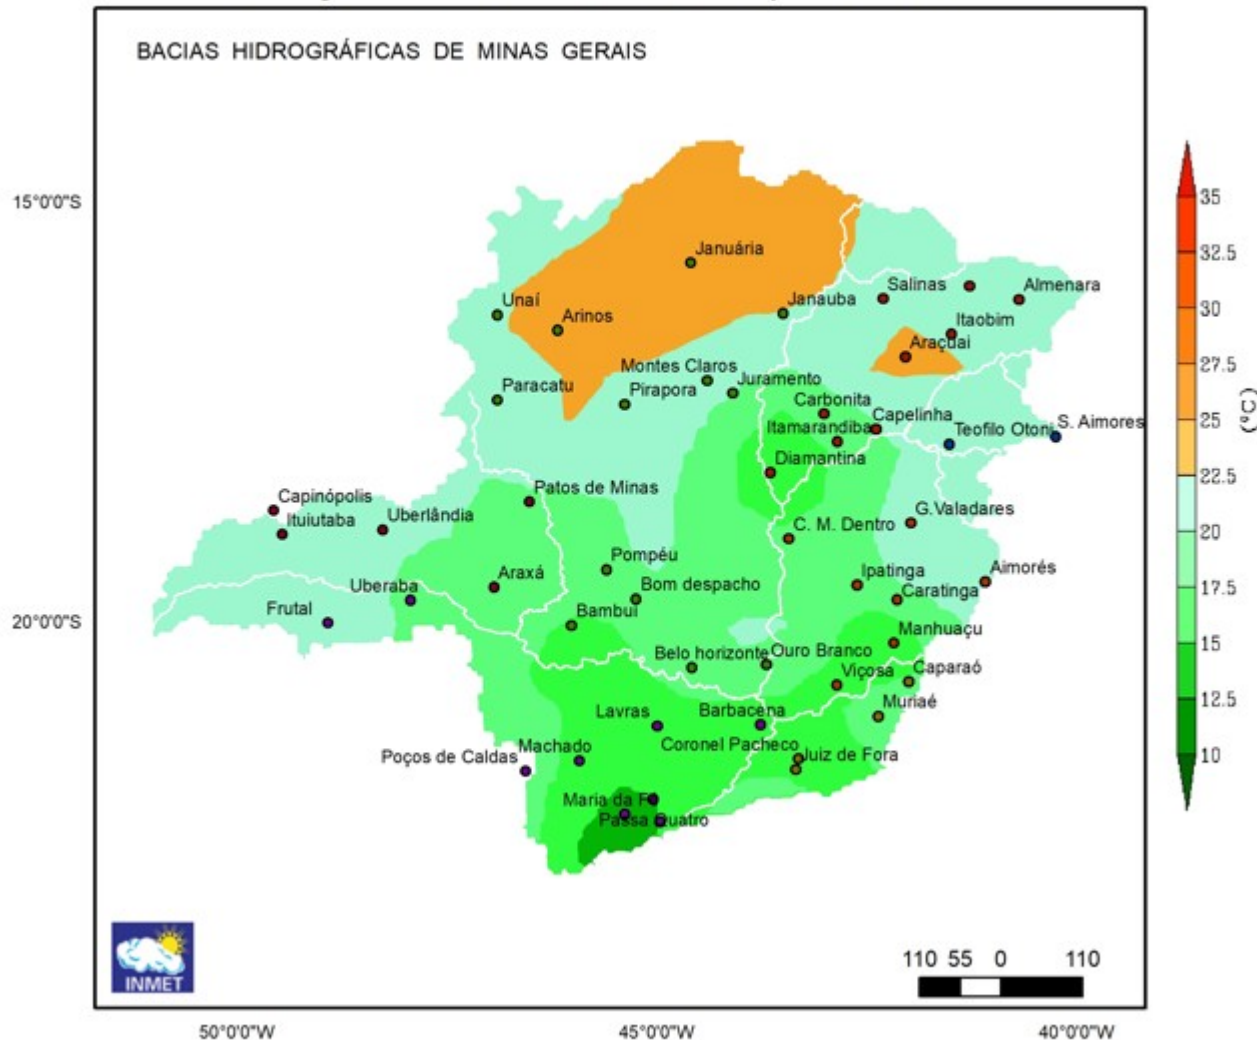 BACIAS HIDROGRÁFICAS DE MINAS GERAIS
15°0'0"S
20°0'0"S
Januária
Unaí
Arinos
Janauba
Salinas
Almenara
Itaobim
Araçuai
Montes Claros
Paracatu
Pirapora
Juramento
Carbonita
Capelinha
Itamarandiba
Teofilo Otoni
S. Aimores
Diamantina
Patos de Minas
Capinópolis
Ituiutaba
Uberlândia
G.Valadares
C. M. Dentro
Pompéu
Aimorés
Ipatinga
Araxá
Uberaba
Bom despacho
Caratinga
Frutal
Bambuí
Manhuaçu
Belo horizonte
Ouro Branco
Viçosa
Caparaó
Muriaé
Lavras
Barbacena
Machado
Coronel Pacheco
Juiz de Fora
Poços de Caldas
Maria da Fé
Passa Quatro
35
32.5
30
27.5
25
22.5
20
17.5
15
12.5
10
(°C)
INMET
110 55 0 110
50°0'0"W 45°0'0"W 40°0'0"W